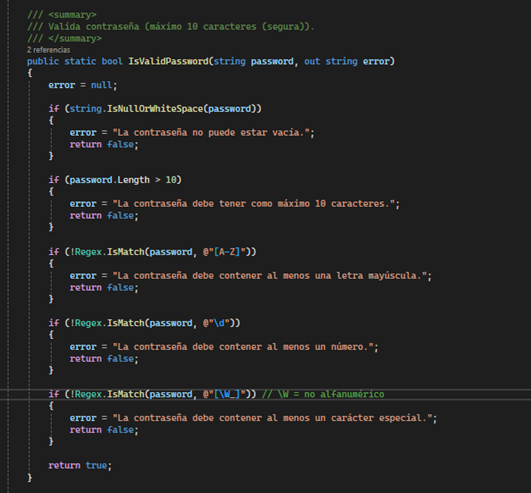 /// <summary>
/// Valida contraseña (máximo 10 caracteres (segura)).
/// </summary>
2 referencias
public static bool IsValidPassword(string password, out string error)
{
error = null;
if (string.IsNullOrWhiteSpace(password))
{
error = "La contraseña no puede estar vacía.";
return false;
}
if (password.Length > 10)
{
error = "La contraseña debe tener como máximo 10 caracteres.";
return false;
}
if (!Regex.IsMatch(password, @"[A-Z]"))
{
error = "La contraseña debe contener al menos una letra mayúscula.";
return false;
}
if (!Regex.IsMatch(password, @"\d"))
{
error = "La contraseña debe contener al menos un número.";
return false;
}
if (!Regex.IsMatch(password, @"[\W_]")) // \W = no alfanumérico
{
error = "La contraseña debe contener al menos un carácter especial.";
return false;
}
return true;
}